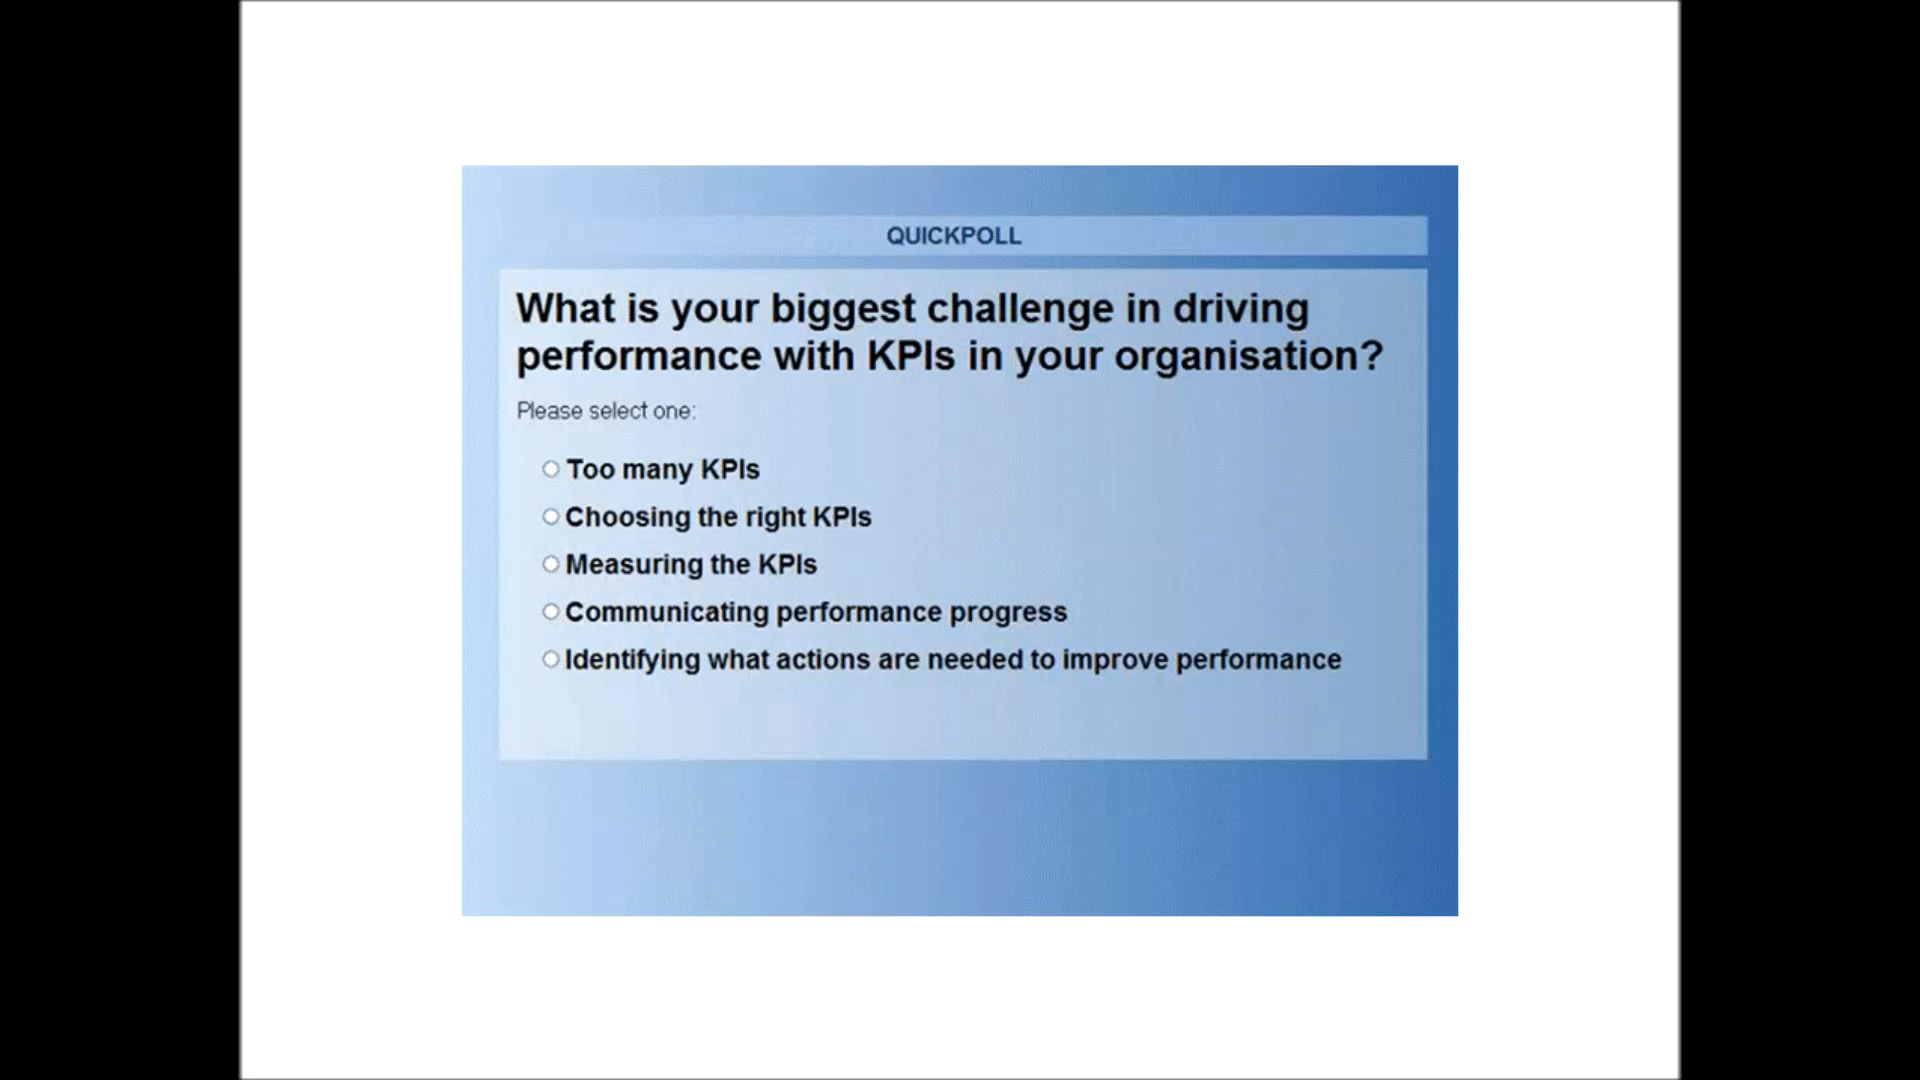 QUICKPOLL
What is your biggest challenge in driving
performance with KPIs in your organisation?
Please select one:
Too many KPIs
Choosing the right KPIs
Measuring the KPIs
Communicating performance progress
Identifying what actions are needed to improve performance